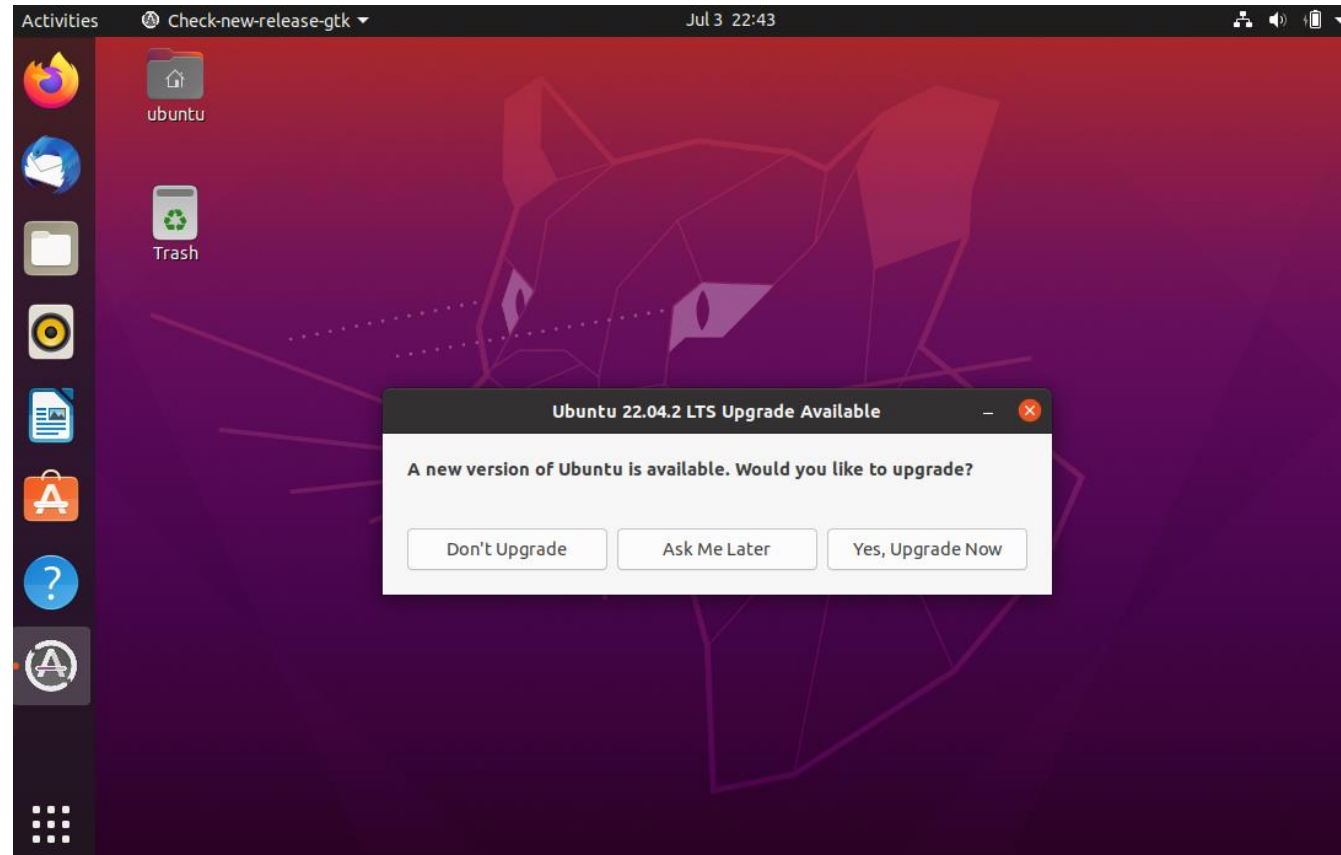 Activities
Check-new-release-gtk
Jul 3 22:43
ubuntu
Trash
Ubuntu 22.04.2 LTS Upgrade Available
A new version of Ubuntu is available. Would you like to upgrade?
Don't Upgrade
Ask Me Later
Yes, Upgrade Now